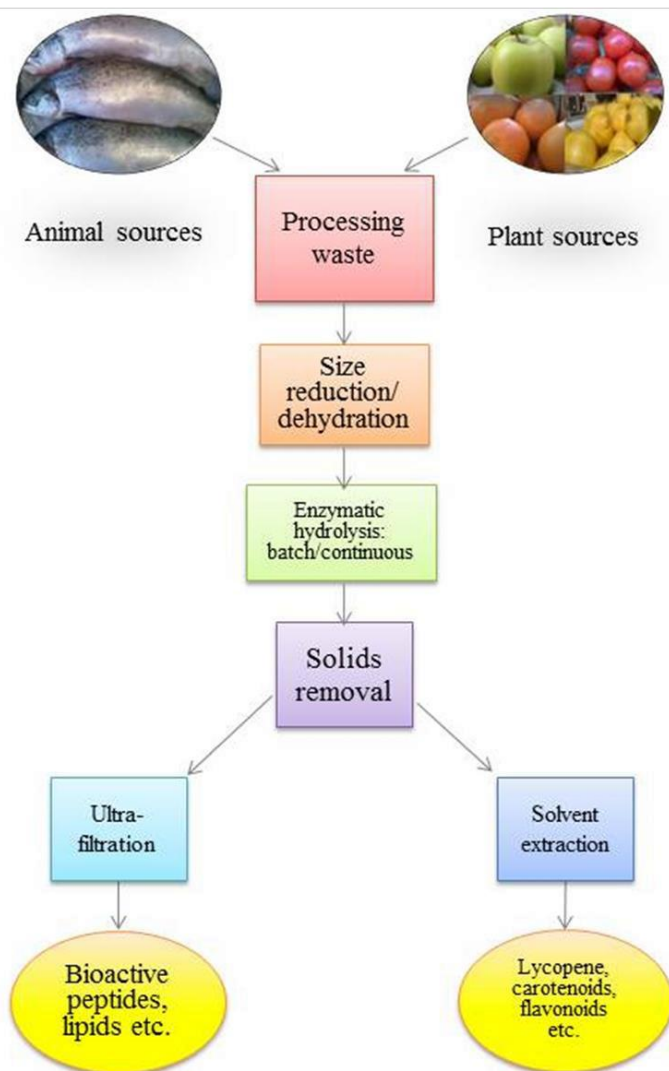 Animal sources
Plant sources
Processing
waste
Size
reduction/
dehydration
Enzymatic
hydrolysis:
batch/continuous
Solids
removal
Ultra-
filtration
Solvent
extraction
Bioactive
peptides,
lipids etc.
Lycopene,
carotenoids,
flavonoids
etc.